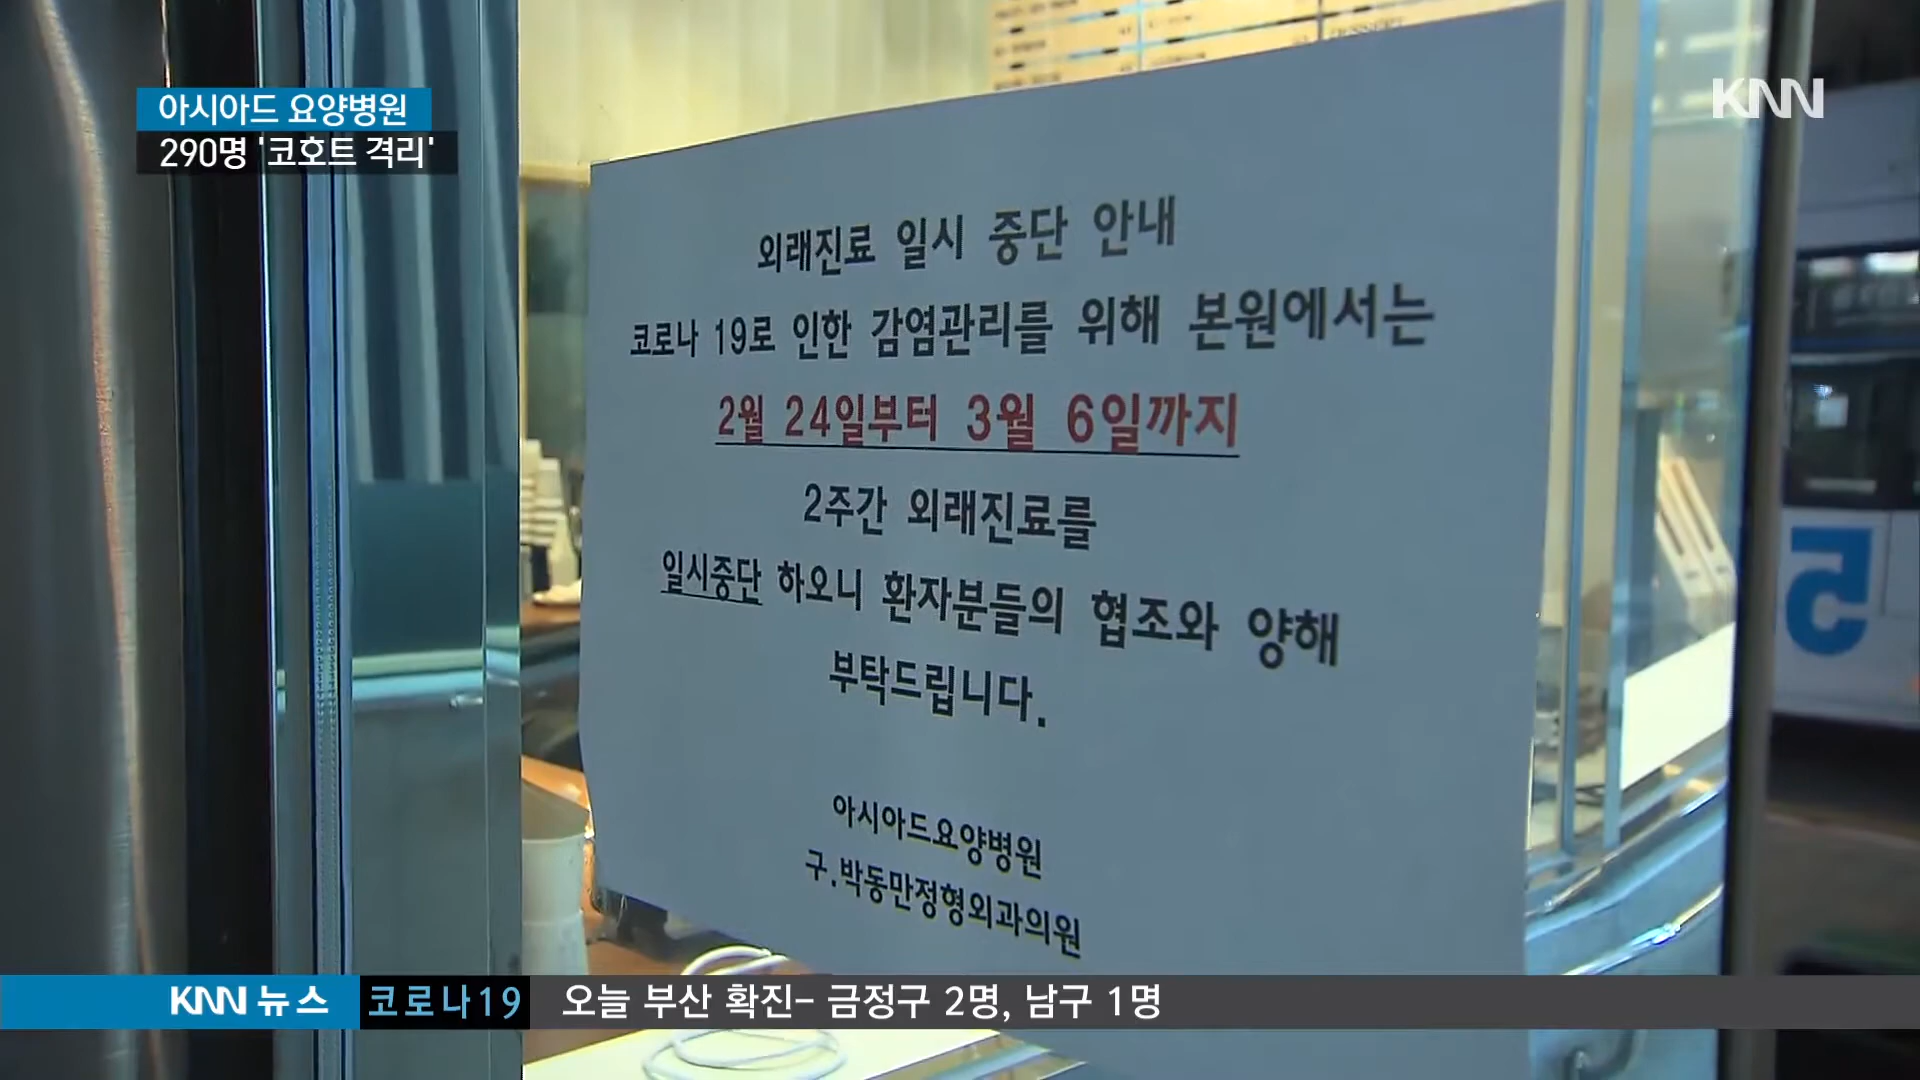 아시아드 요양병원
290명 '코호트 격리'
KNN
DESSERT
외래진료 일시 중단 안내
코로나 19로 인한 감염관리를 위해 본원에서는
2월 24일부터 3월 6일까지
2주간 외래진료를
일시중단 하오니 환자분들의 협조와 양해
부탁드립니다.
아시아드요양병원
구.박동만정형외과의원
5
KNN 뉴스 코로나19 오늘 부산 확진- 금정구 2명, 남구 1명